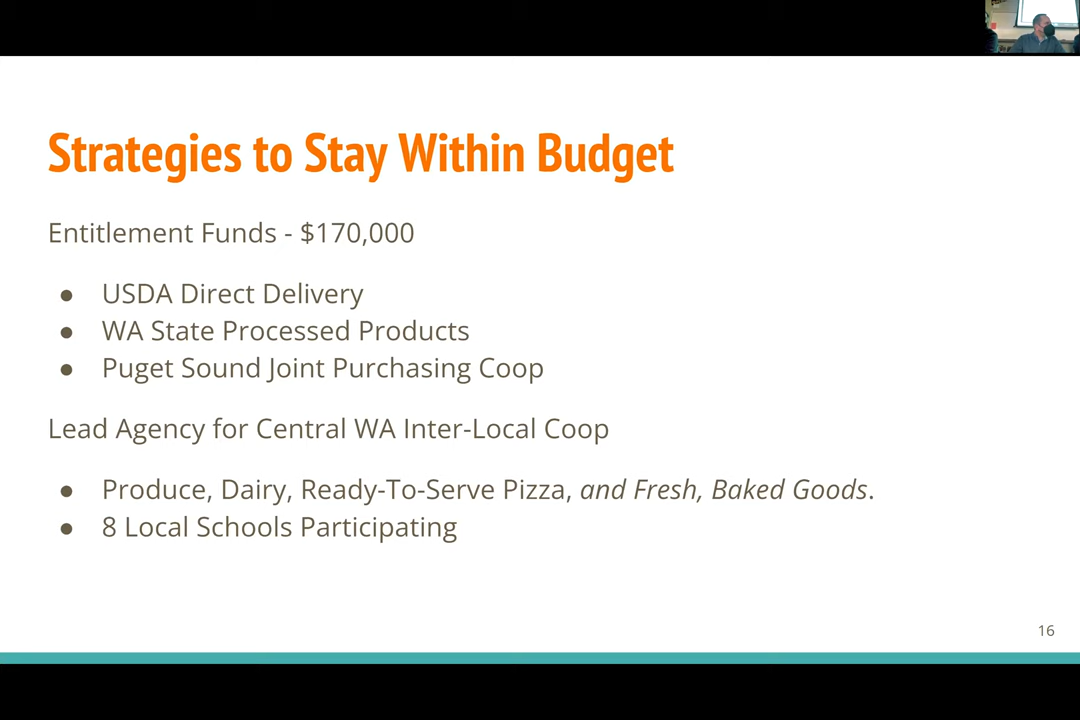 Strategies to Stay Within Budget
Entitlement Funds - $170,000
● USDA Direct Delivery
● WA State Processed Products
● Puget Sound Joint Purchasing Coop
Lead Agency for Central WA Inter-Local Coop
● Produce, Dairy, Ready-To-Serve Pizza, and Fresh, Baked Goods.
● 8 Local Schools Participating
16